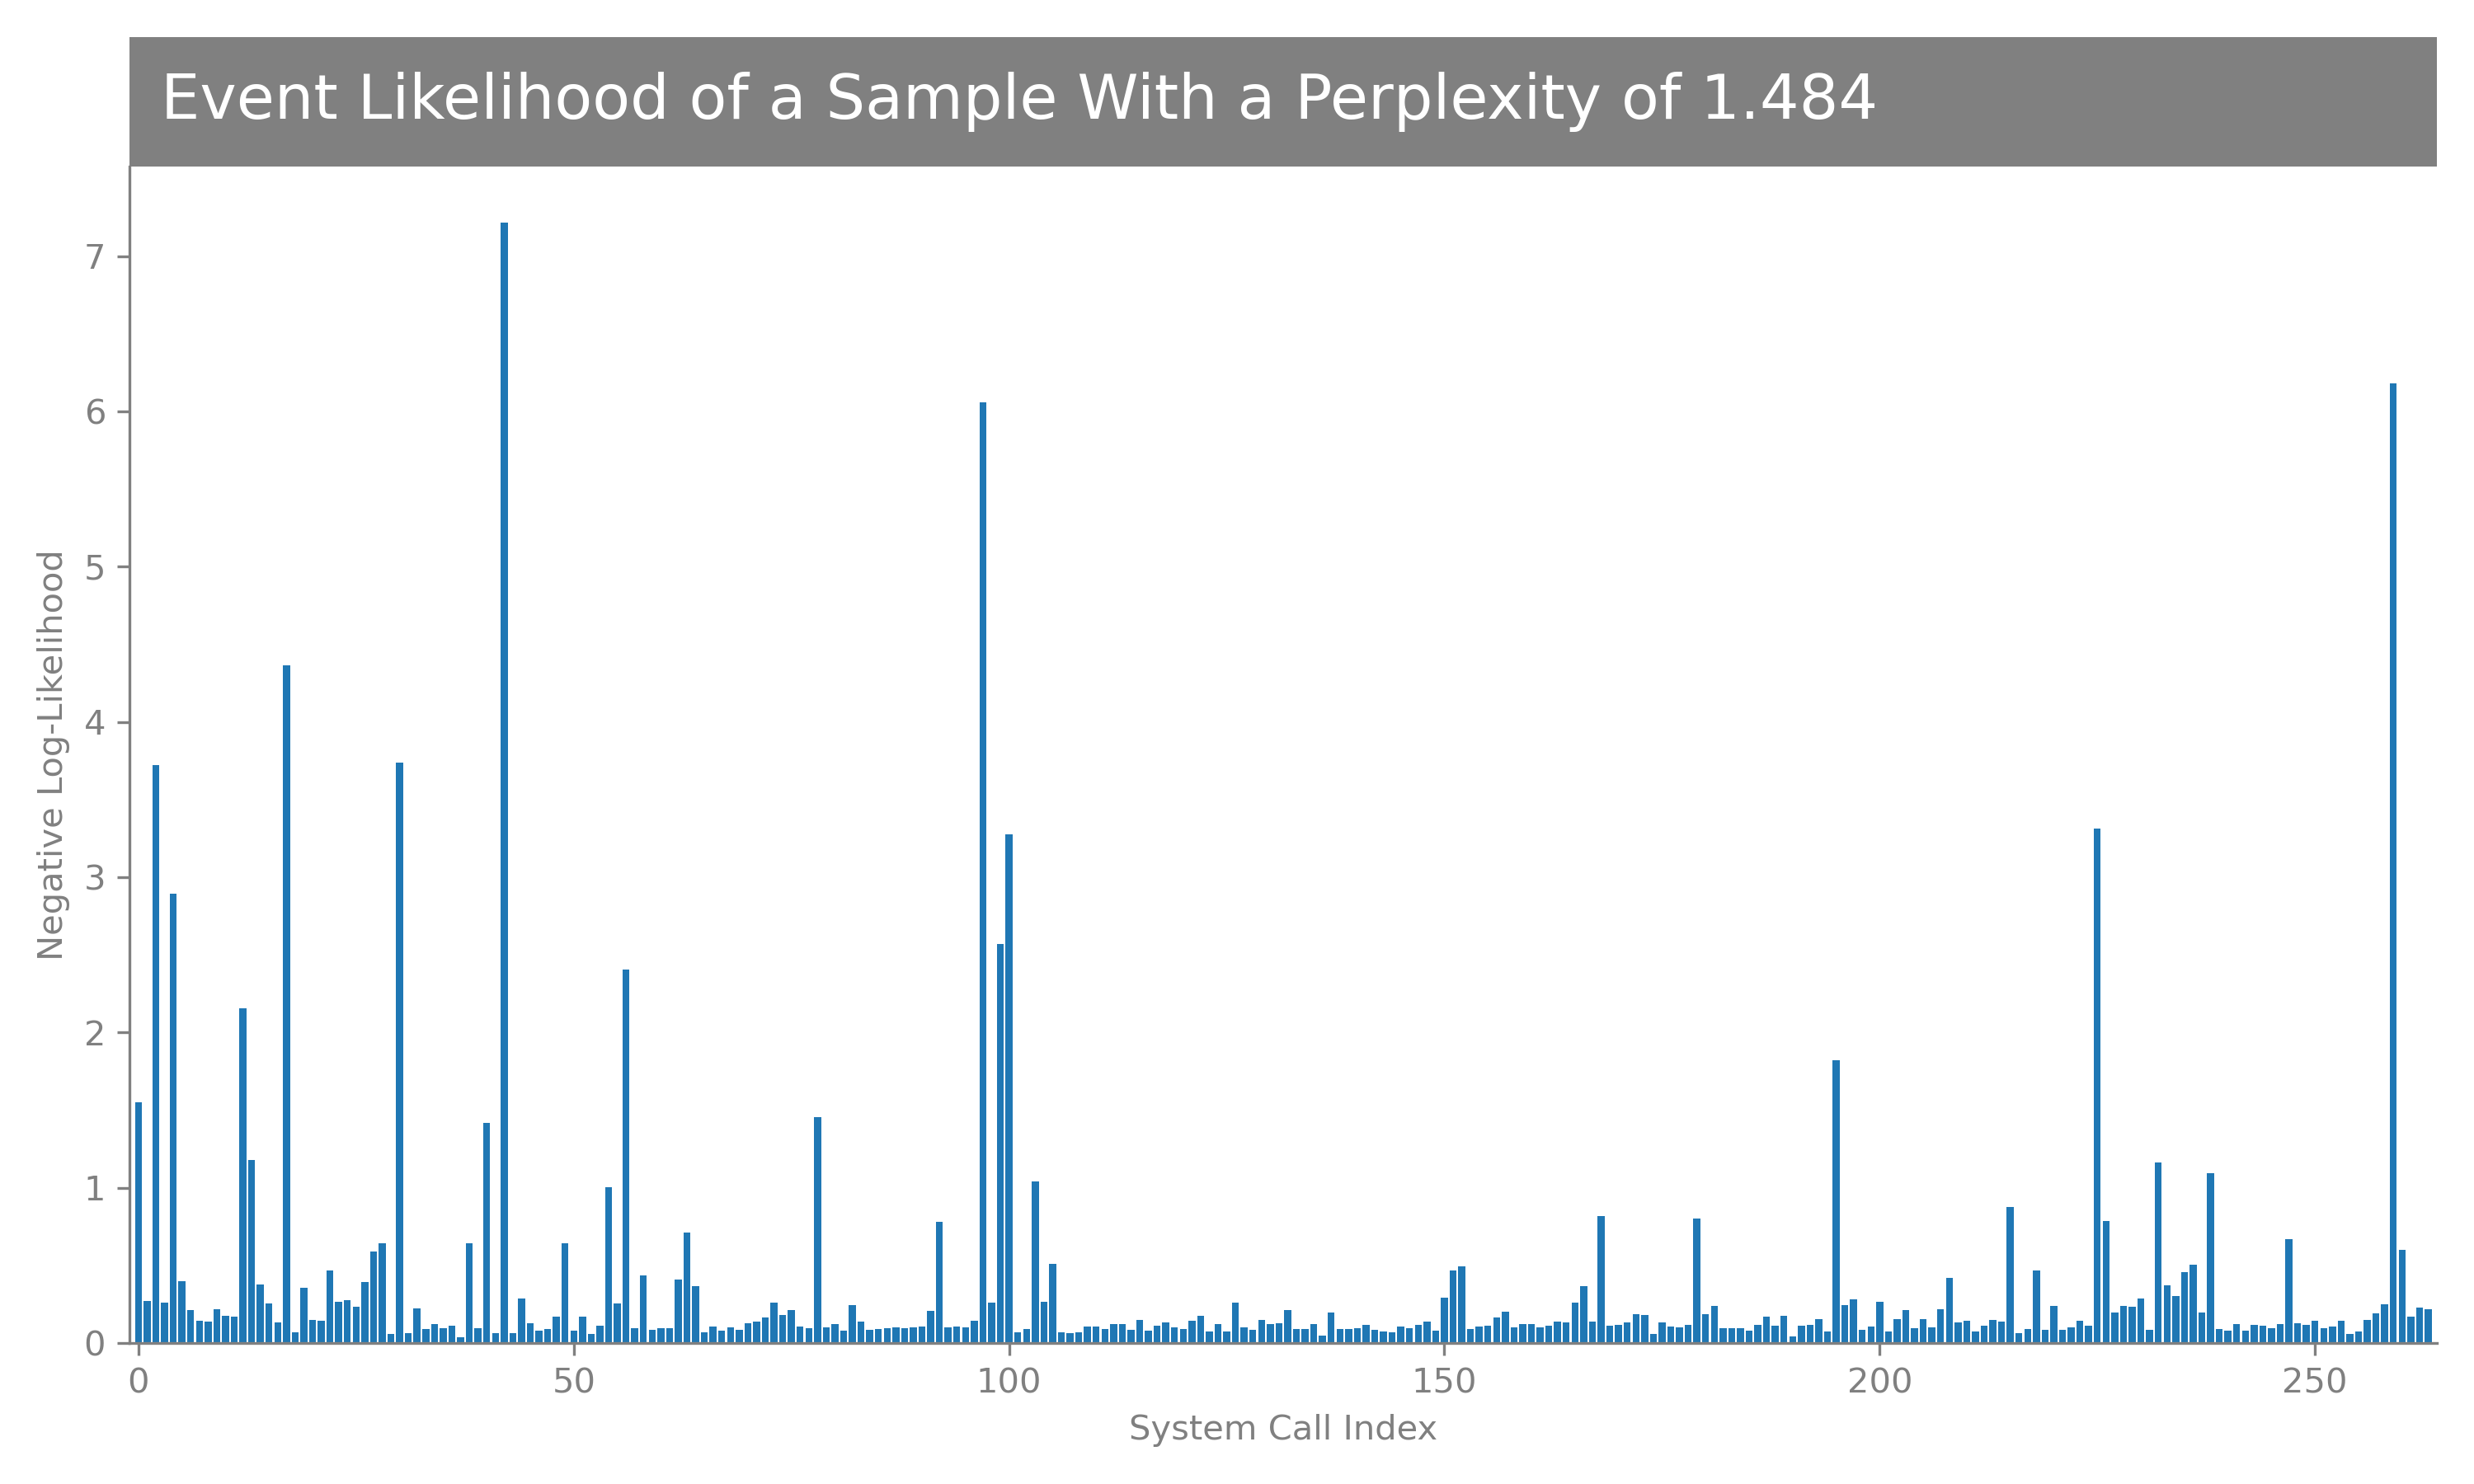 Event Likelihood of a Sample With a Perplexity of 1.484
Negative Log-Likelihood
7
6
5
4
3
2
1
0
0 50 100 150 200 250
System Call Index